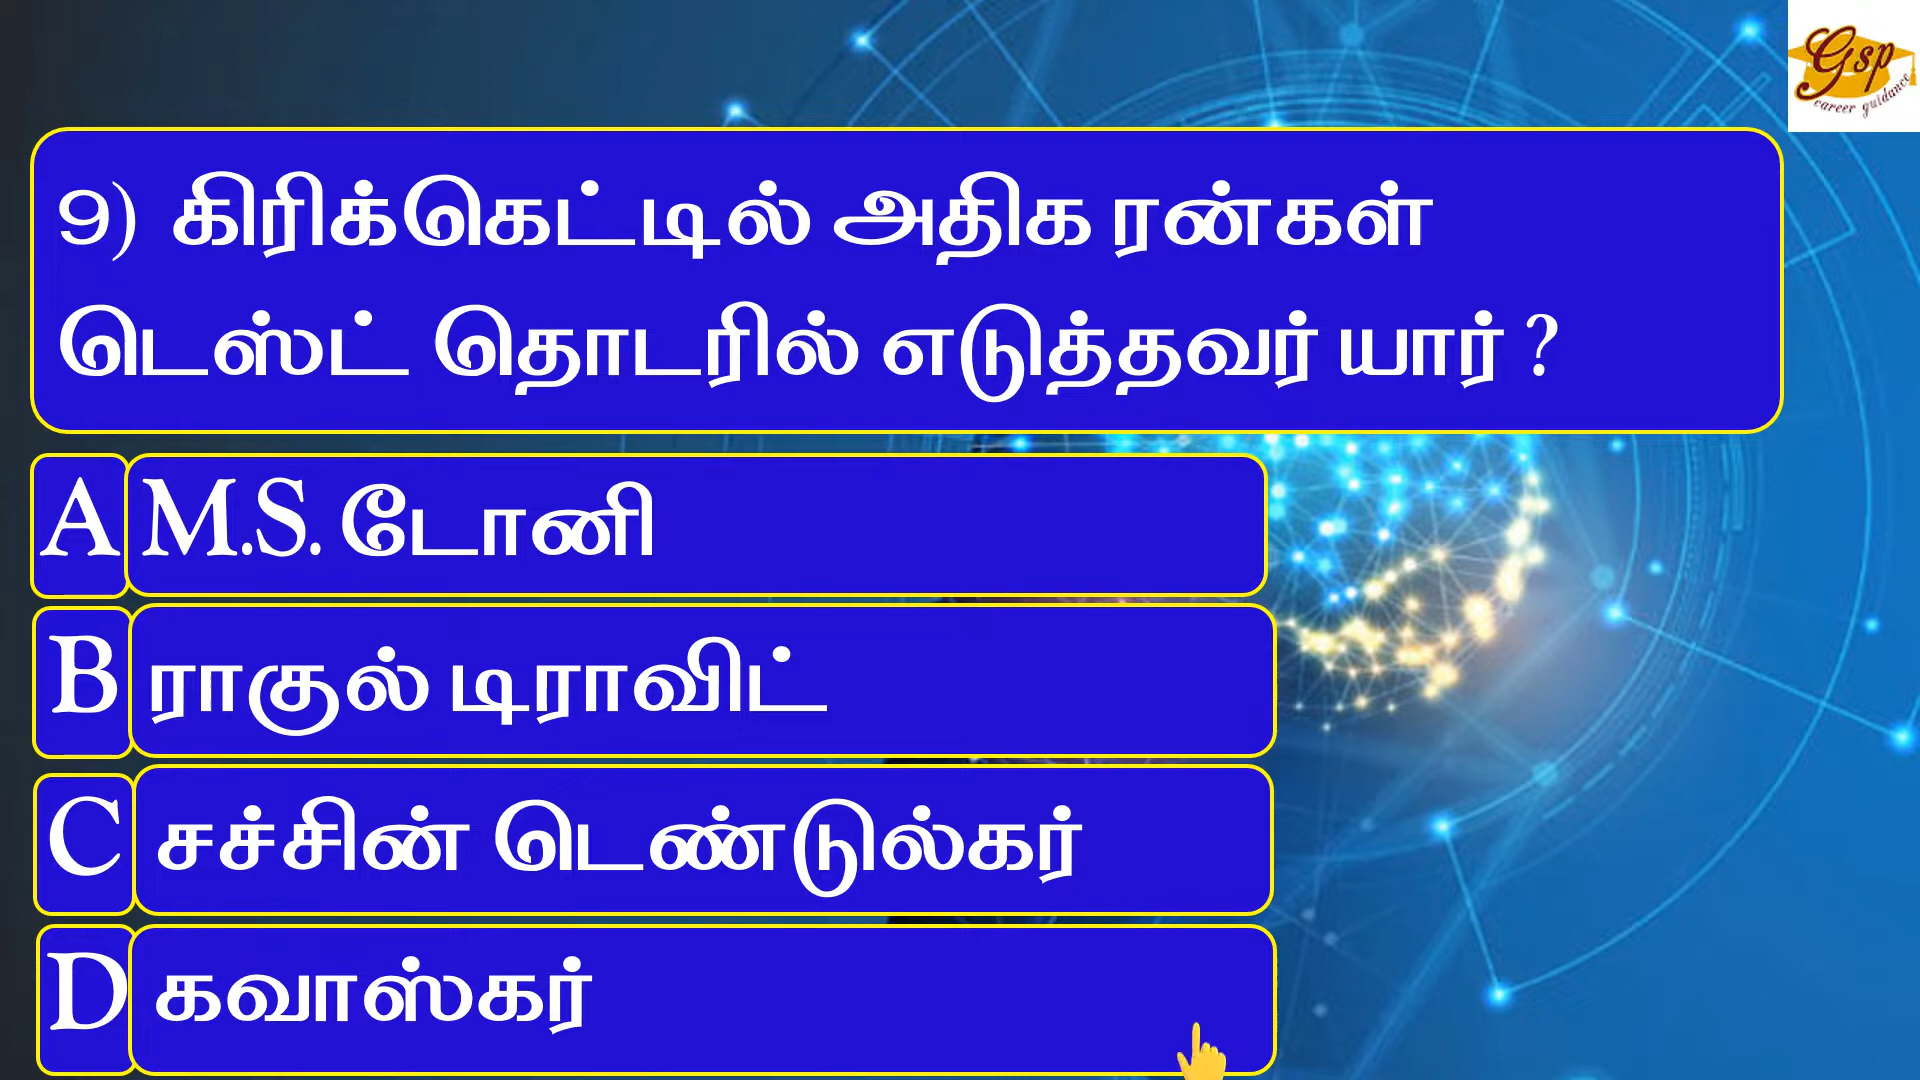 Gsp
career guidance
9) கிரிக்கெட்டில் அதிக ரன்கள்
டெஸ்ட் தொடரில் எடுத்தவர் யார் ?
A M.S. டோனி
B ராகுல் டிராவிட்
C சச்சின் டெண்டுல்கர்
D கவாஸ்கர்